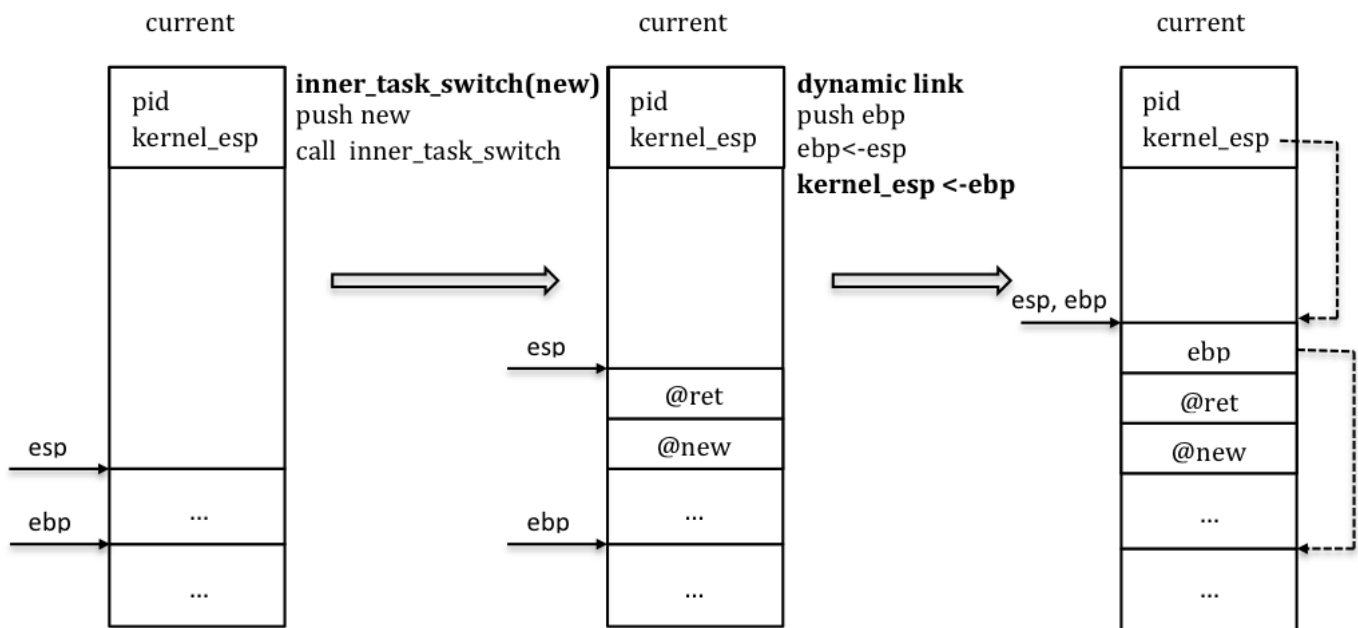 current
pid
kernel_esp
esp
ebp
...
...
inner_task_switch(new)
push new
call inner_task_switch
current
pid
kernel_esp
esp
@ret
@new
ebp
...
...
dynamic link
push ebp
ebp<-esp
kernel_esp <-ebp
current
pid
kernel_esp
esp, ebp
ebp
@ret
@new
...
...